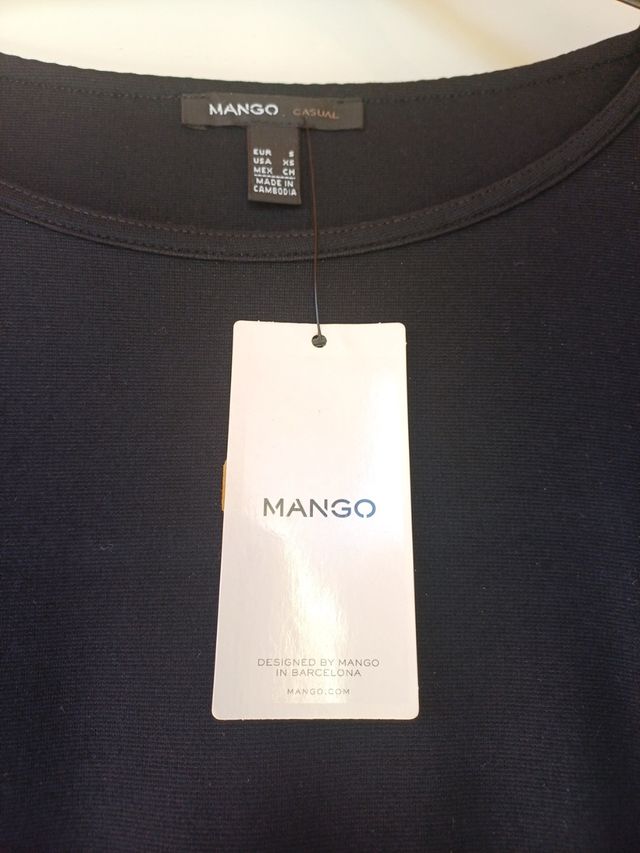 MANGO CASUAL
EUR S
USA XS
MEX CH
MADE IN
CAMBODIA
MANGO
DESIGNED BY MANGO
IN BARCELONA
MANGO.COM